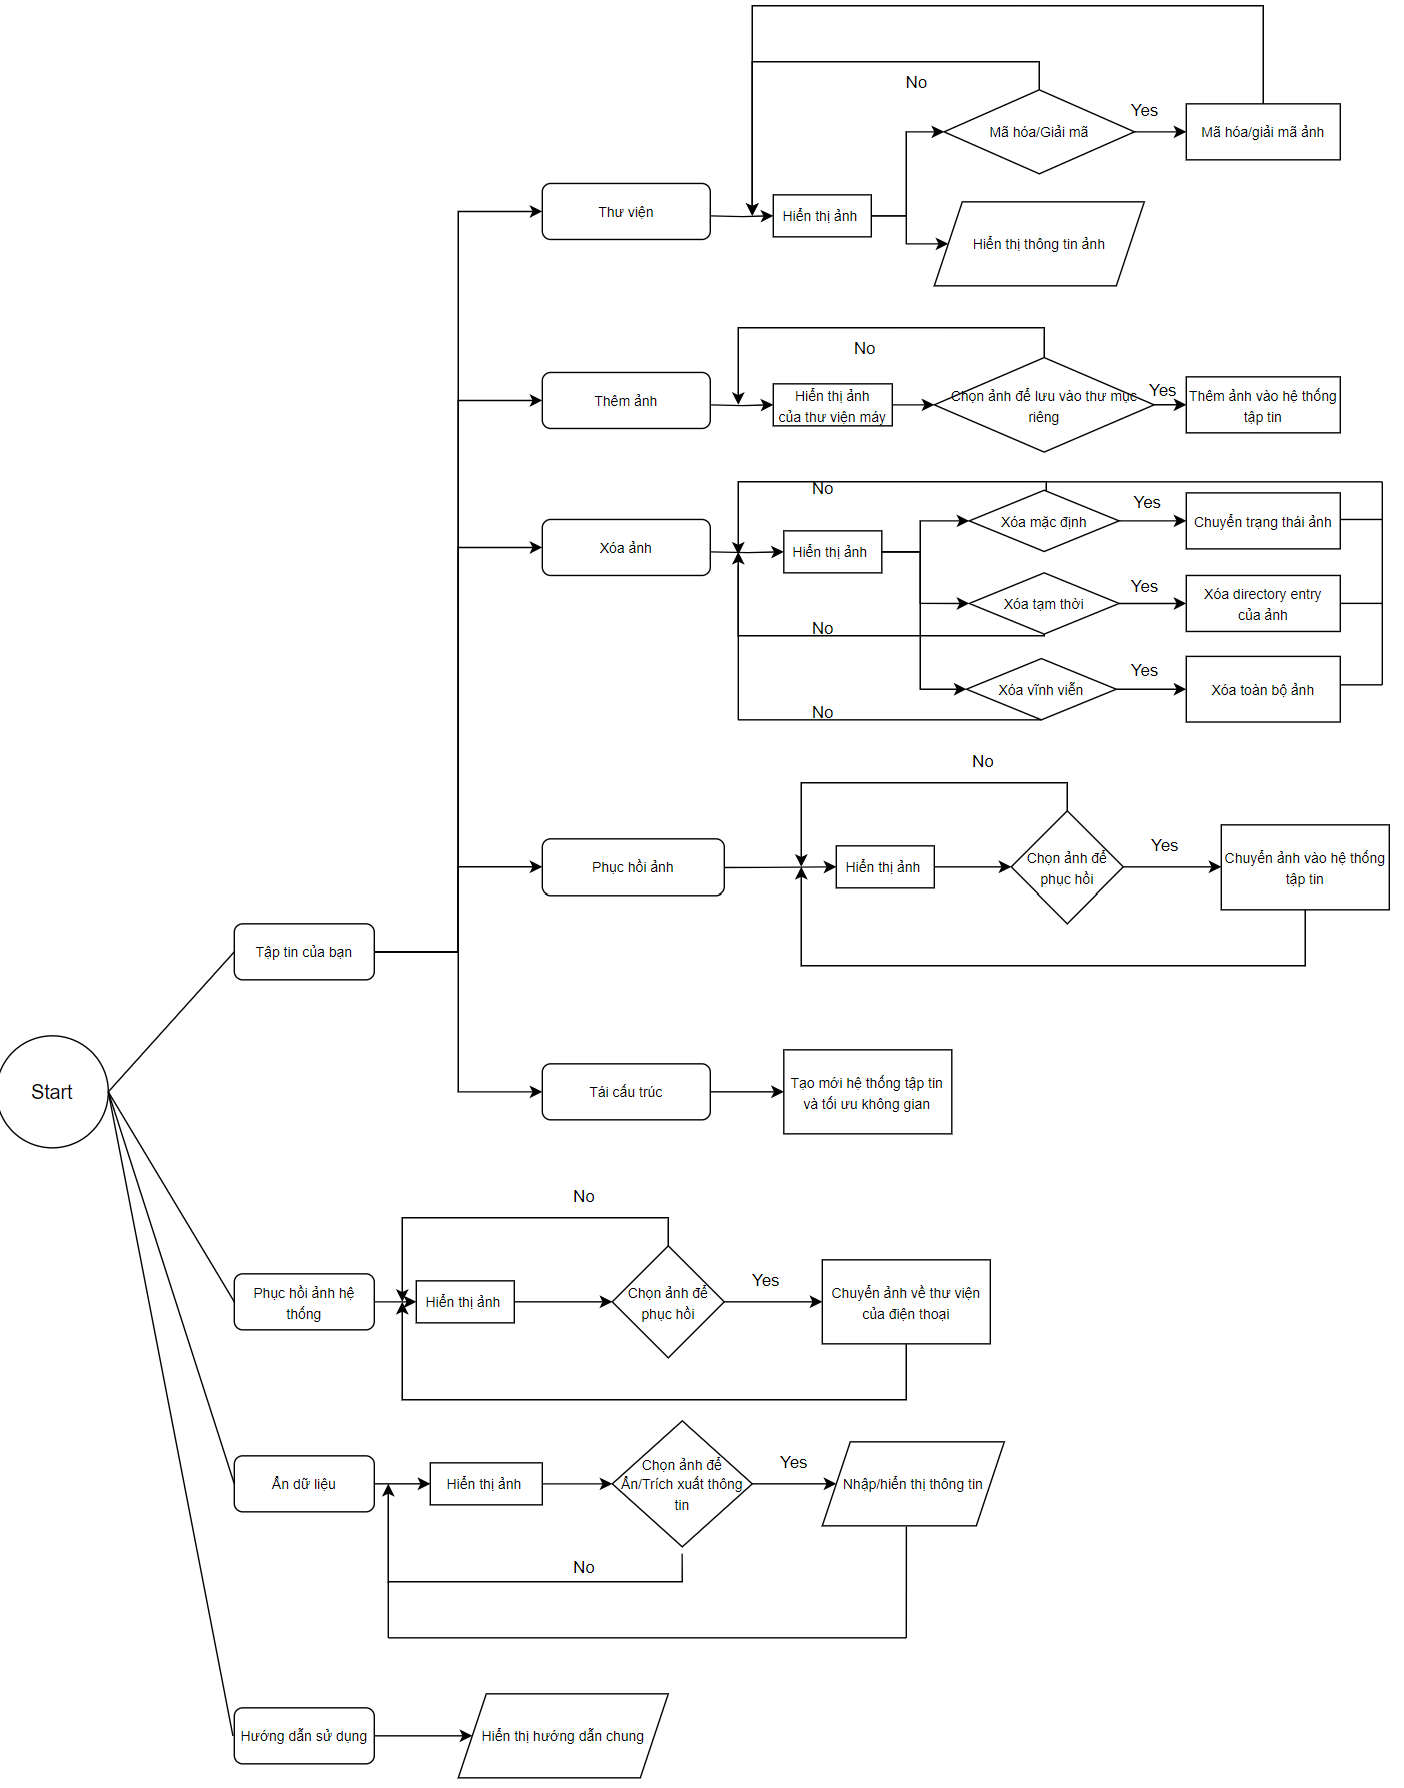 No
Yes
Mã hóa/Giải mã
Mã hóa/giải mã ảnh
Thư viện
Hiển thị ảnh
Hiển thị thông tin ảnh
No
Thêm ảnh
Hiển thị ảnh
của thư viện máy
Chọn ảnh để lưu vào thư mục
riêng
Yes
Thêm ảnh vào hệ thống
tập tin
No
Xóa ảnh
Hiển thị ảnh
Xóa mặc định
Yes
Chuyển trạng thái ảnh
Xóa tạm thời
Yes
Xóa directory entry
của ảnh
No
Xóa vĩnh viễn
Yes
Xóa toàn bộ ảnh
No
No
Phục hồi ảnh
Hiển thị ảnh
Chọn ảnh để
phục hồi
Yes
Chuyển ảnh vào hệ thống
tập tin
Tập tin của bạn
Start
Tái cấu trúc
Tạo mới hệ thống tập tin
và tối ưu không gian
No
Phục hồi ảnh hệ
thống
Hiển thị ảnh
Chọn ảnh để
phục hồi
Yes
Chuyển ảnh về thư viện
của điện thoại
Ẩn dữ liệu
Hiển thị ảnh
Chọn ảnh để
Ẩn/Trích xuất thông
tin
Yes
Nhập/hiển thị thông tin
No
Hướng dẫn sử dụng
Hiển thị hướng dẫn chung